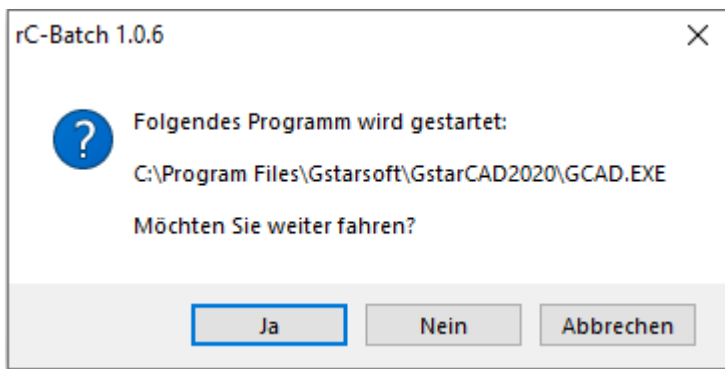 rC-Batch 1.0.6
Folgendes Programm wird gestartet:
C:\Program Files\Gstarsoft\GstarCAD2020\GCAD.EXE
Möchten Sie weiter fahren?
Ja Nein Abbrechen